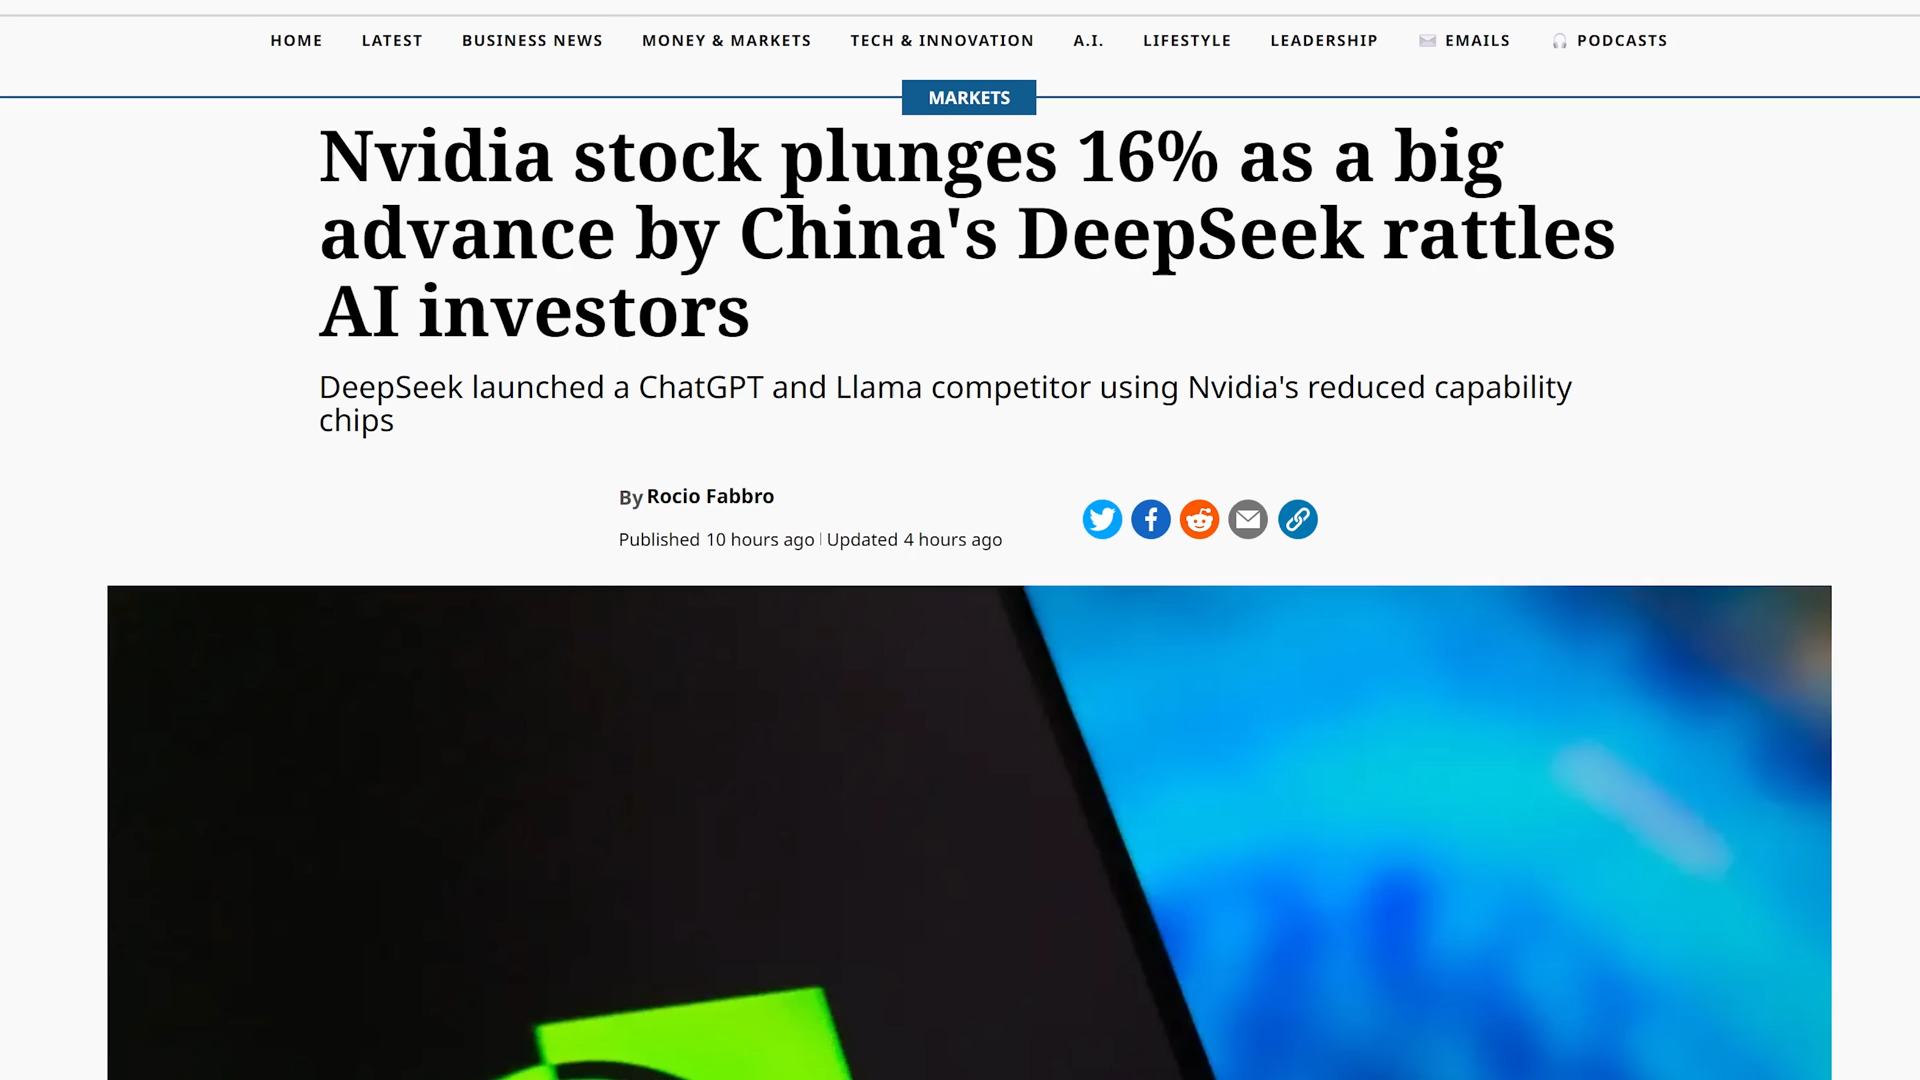 HOME LATEST BUSINESS NEWS MONEY & MARKETS TECH & INNOVATION A.I. LIFESTYLE LEADERSHIP EMAILS PODCASTS
MARKETS
Nvidia stock plunges 16% as a big
advance by China's DeepSeek rattles
AI investors
DeepSeek launched a ChatGPT and Llama competitor using Nvidia's reduced capability
chips
By Rocio Fabbro
Published 10 hours ago | Updated 4 hours ago